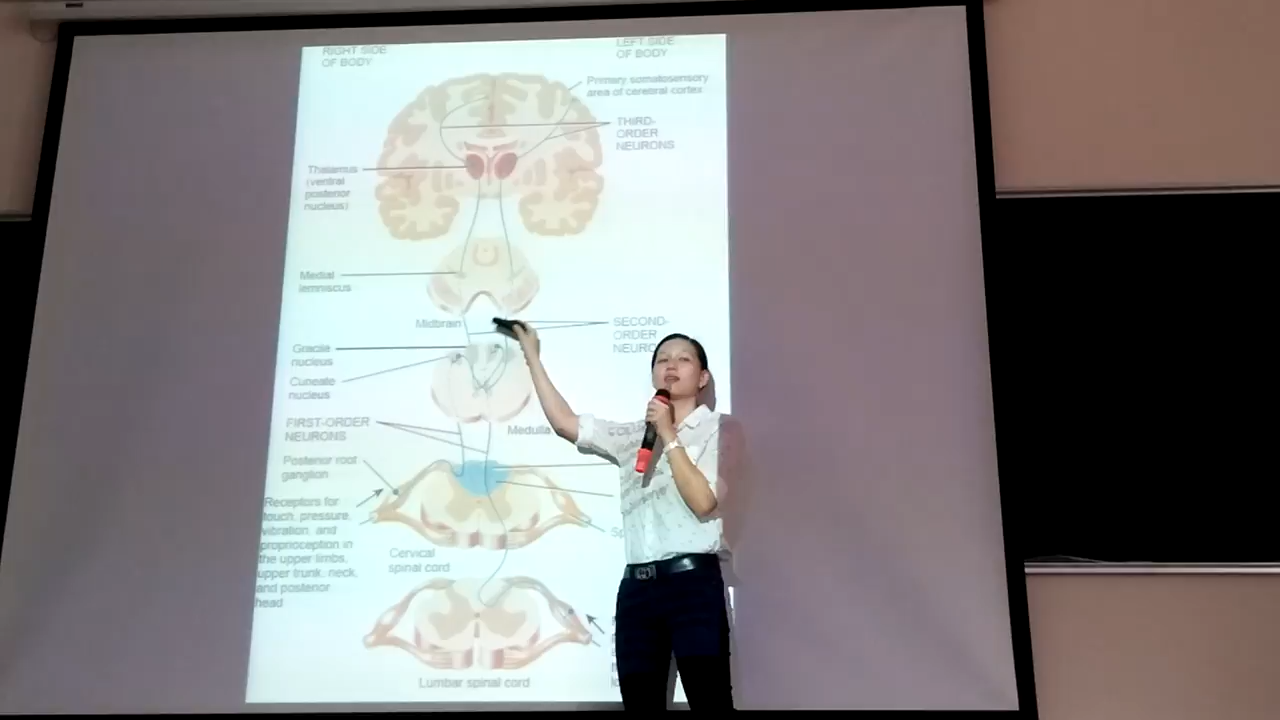 RIGHT SIDE
OF BODY
LEFT SIDE
OF BODY
Primary somatosensory
area of cerebral cortex
THIRD-
ORDER
NEURONS
Thalamus
(ventral
posterior
nucleus)
Medial
lemniscus
Midbrain
SECOND-
ORDER
NEURO
Gracile
nucleus
Cuneate
nucleus
FIRST-ORDER
NEURONS
Medulla
Posterior root
ganglion
Receptors for
touch, pressure,
vibration, and
proprioception in
the upper limbs,
upper trunk, neck,
and posterior
head
Cervical
spinal cord
Lumbar spinal cord